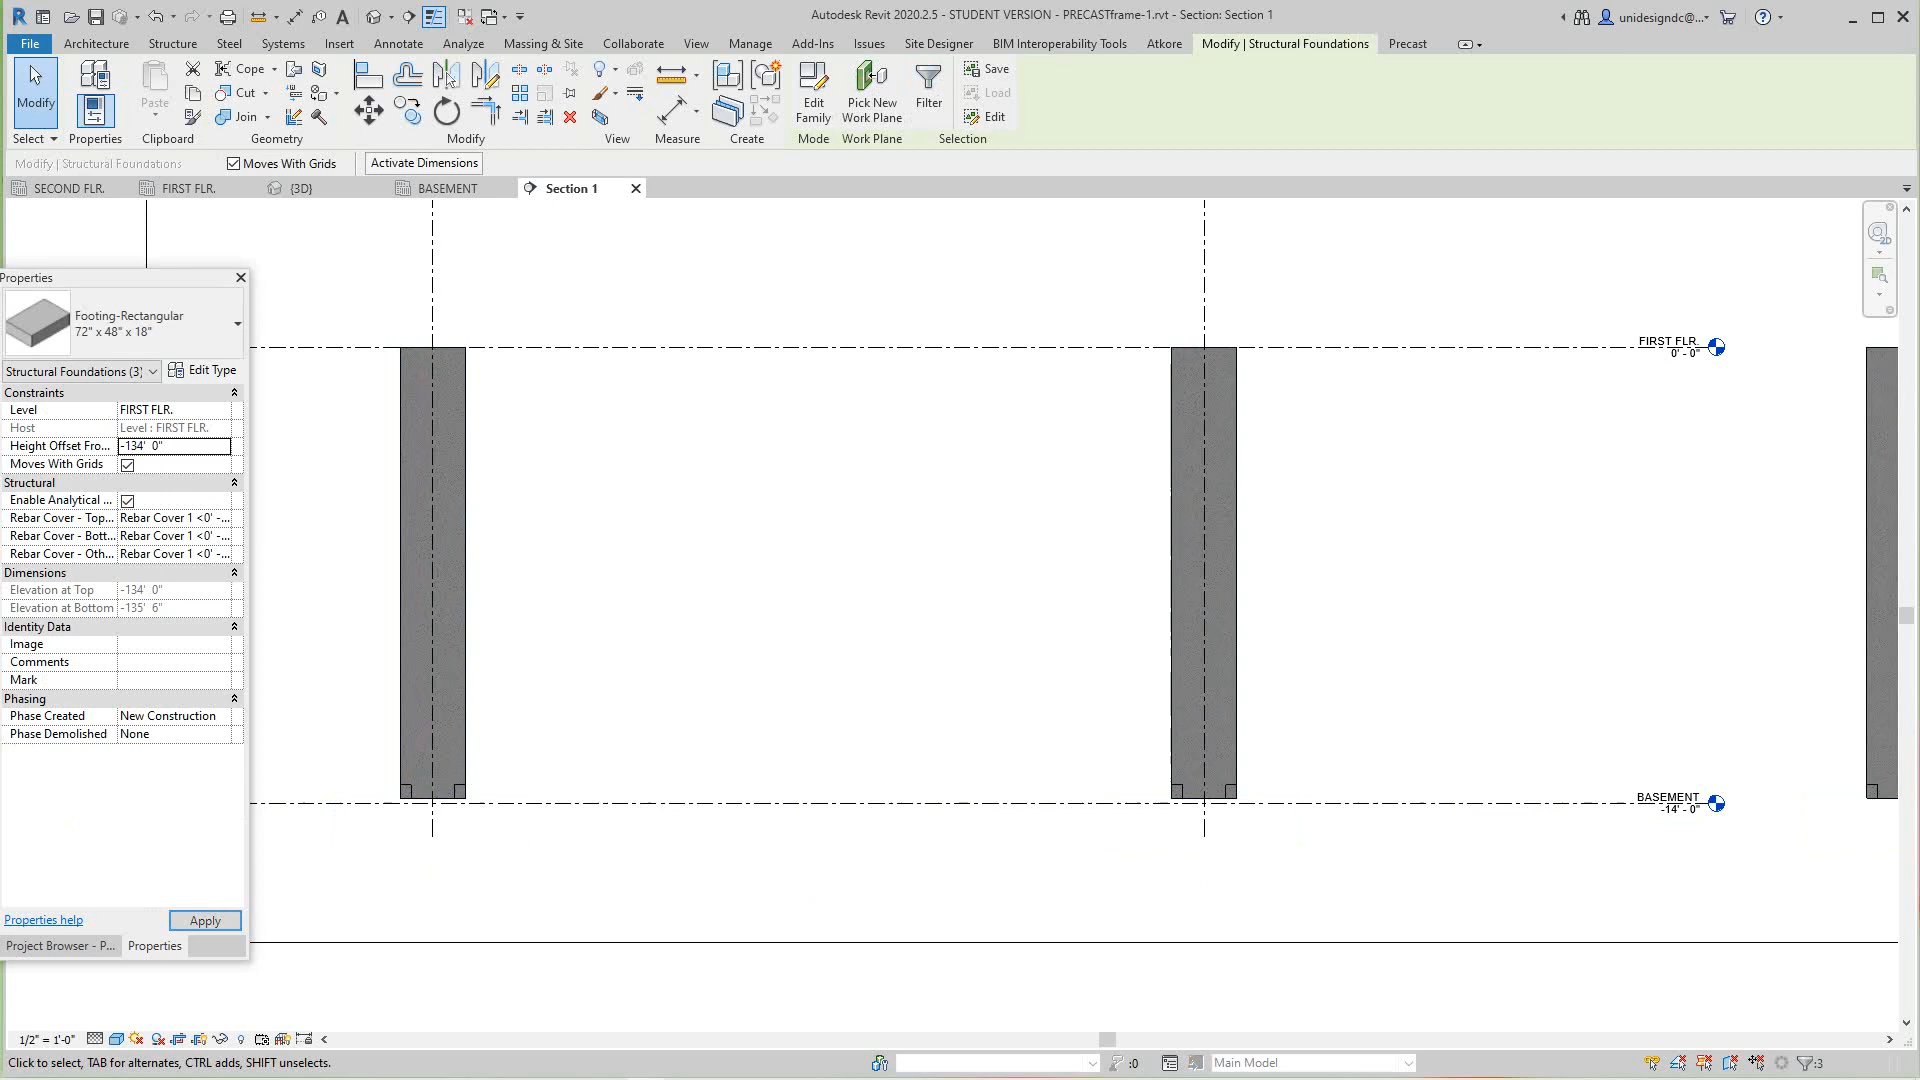 Autodesk Revit 2020.2.5 - STUDENT VERSION - PRECASTframe-1.rvt - Section: Section 1
unidesigndc@...
File Architecture Structure Steel Systems Insert Annotate Analyze Massing & Site Collaborate View Manage Add-Ins Issues Site Designer BIM Interoperability Tools Atkore Modify | Structural Foundations Precast
Modify
Paste
Cope
Cut
Join
Edit Family
Pick New Work Plane
Filter
Save
Load
Edit
Select Properties Clipboard Geometry Modify View Measure Create Mode Work Plane Selection
Modify | Structural Foundations Moves With Grids Activate Dimensions
SECOND FLR. FIRST FLR. {3D} BASEMENT Section 1
Properties
Footing-Rectangular
72" x 48" x 18"
Structural Foundations (3) Edit Type
Constraints
Level FIRST FLR.
Host Level : FIRST FLR.
Height Offset Fro... -134' 0"
Moves With Grids
Structural
Enable Analytical ...
Rebar Cover - Top... Rebar Cover 1 <0' -...
Rebar Cover - Bott... Rebar Cover 1 <0' -...
Rebar Cover - Oth... Rebar Cover 1 <0' -...
Dimensions
Elevation at Top -134' 0"
Elevation at Bottom -135' 6"
Identity Data
Image
Comments
Mark
Phasing
Phase Created New Construction
Phase Demolished None
Properties help Apply
Project Browser - P... Properties
FIRST FLR.
0' - 0"
BASEMENT
-14' - 0"
1/2" = 1'-0"
Click to select, TAB for alternates, CTRL adds, SHIFT unselects.
:0
Main Model
:3